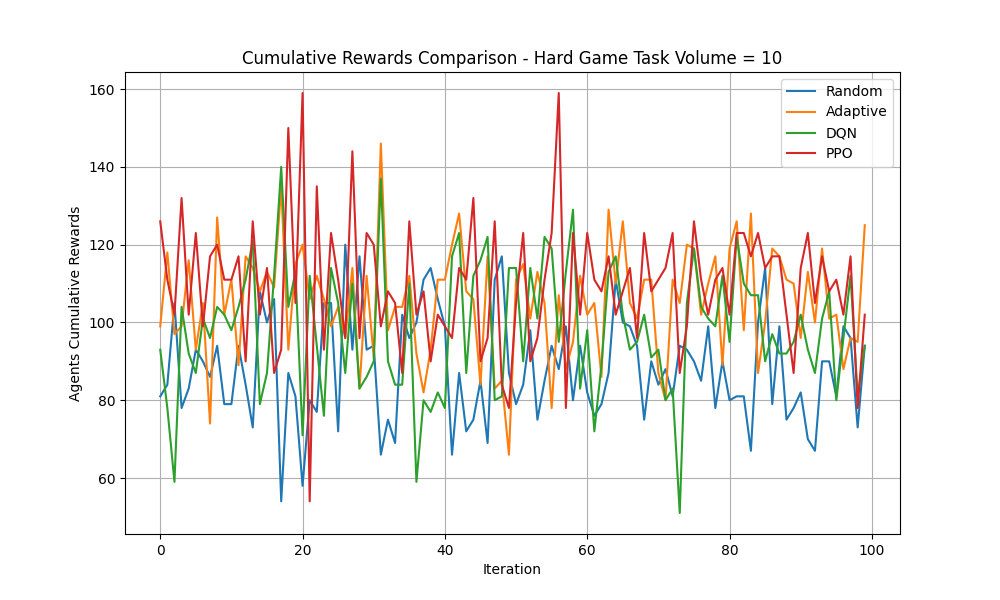 Cumulative Rewards Comparison - Hard Game Task Volume = 10
Agents Cumulative Rewards
160
140
120
100
80
60
Random
Adaptive
DQN
PPO
0
20
40
60
80
100
Iteration